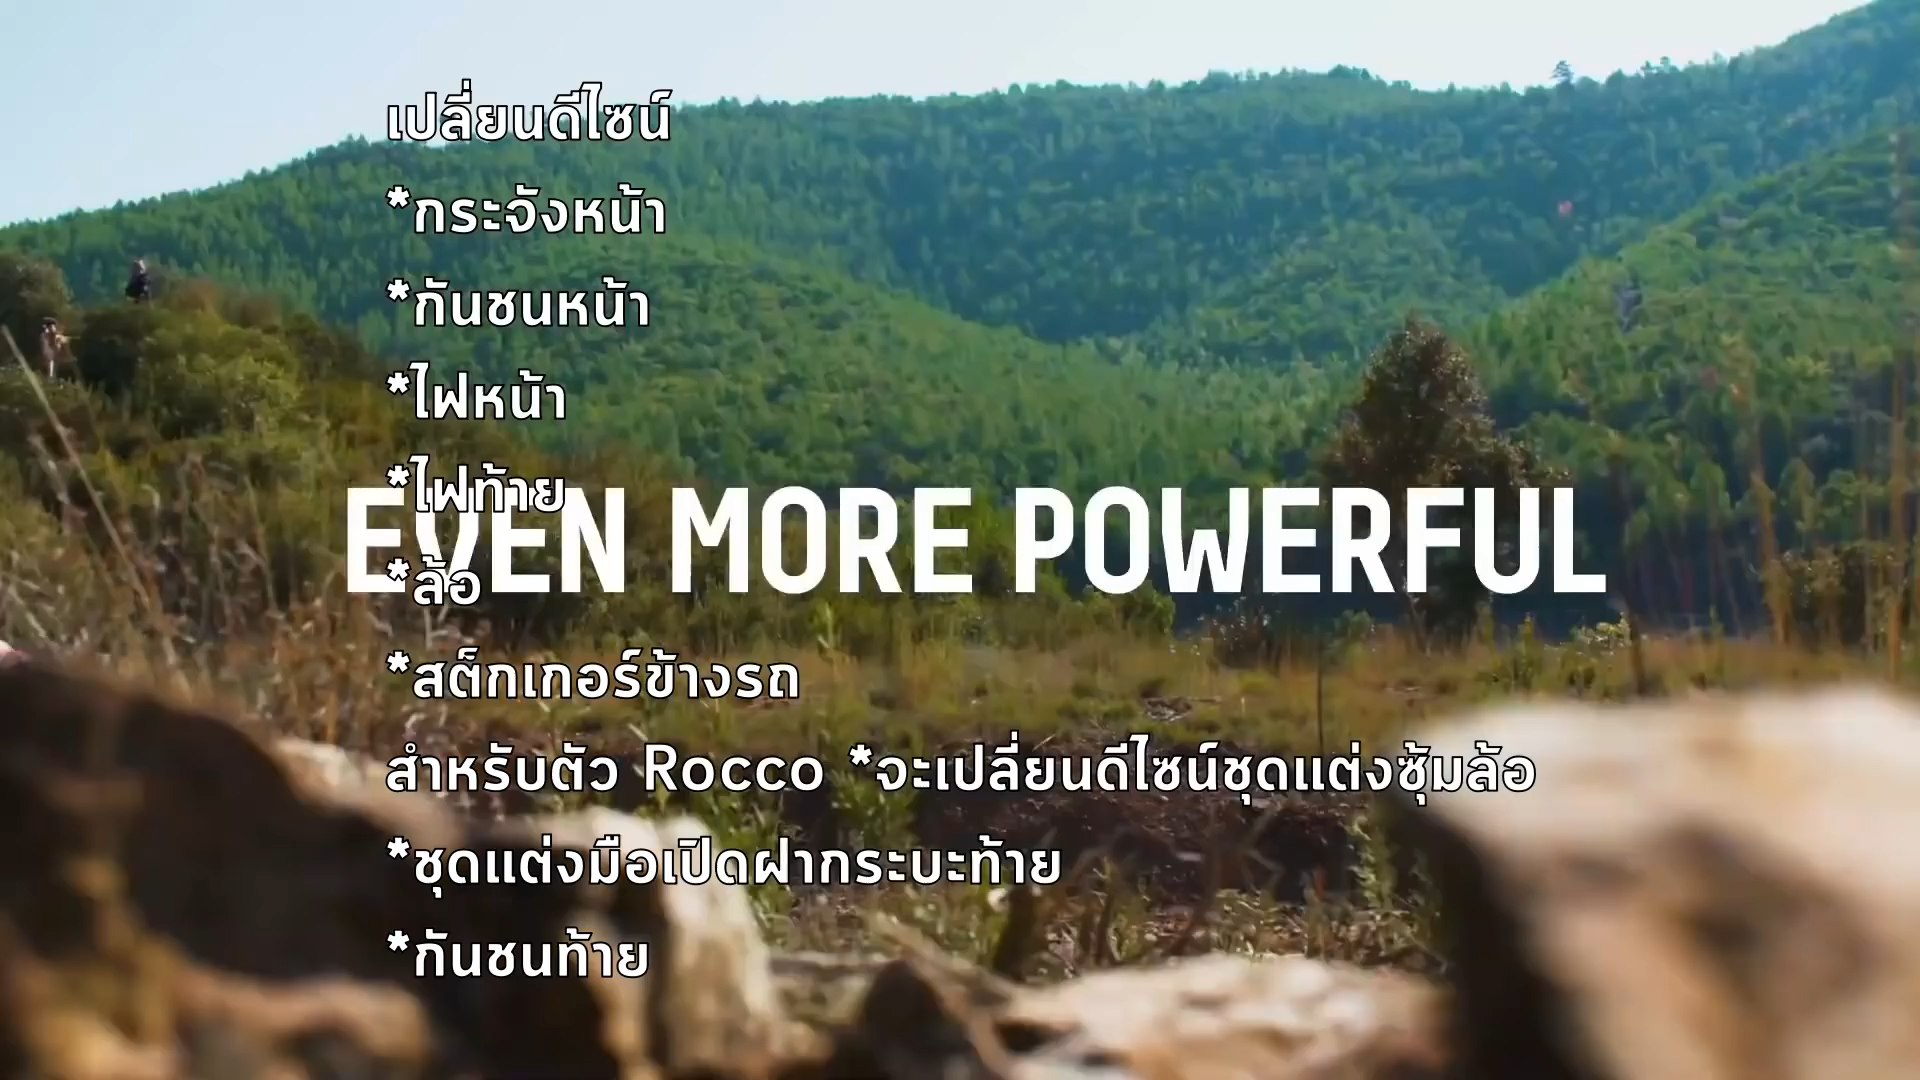 เปลี่ยนดีไซน์
*กระจังหน้า
*กันชนหน้า
*ไฟหน้า
*ไฟท้าย
EVEN MORE POWERFUL
*ล้อ
*สติ๊กเกอร์ข้างรถ
สำหรับตัว Rocco *จะเปลี่ยนดีไซน์ชุดแต่งซุ้มล้อ
*ชุดแต่งมือเปิดฝากระบะท้าย
*กันชนท้าย